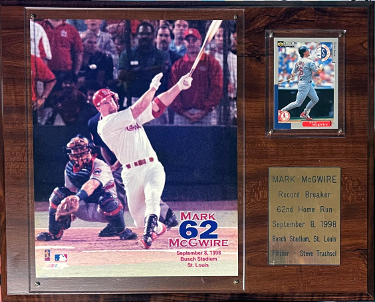 MARK
62
McGWIRE
September 8, 1998
Busch Stadium
St. Louis
MARK McGWIRE
Record Breaker
62nd Home Run
September 8, 1998
Busch Stadium, St. Louis
Pitcher - Steve Trachsel